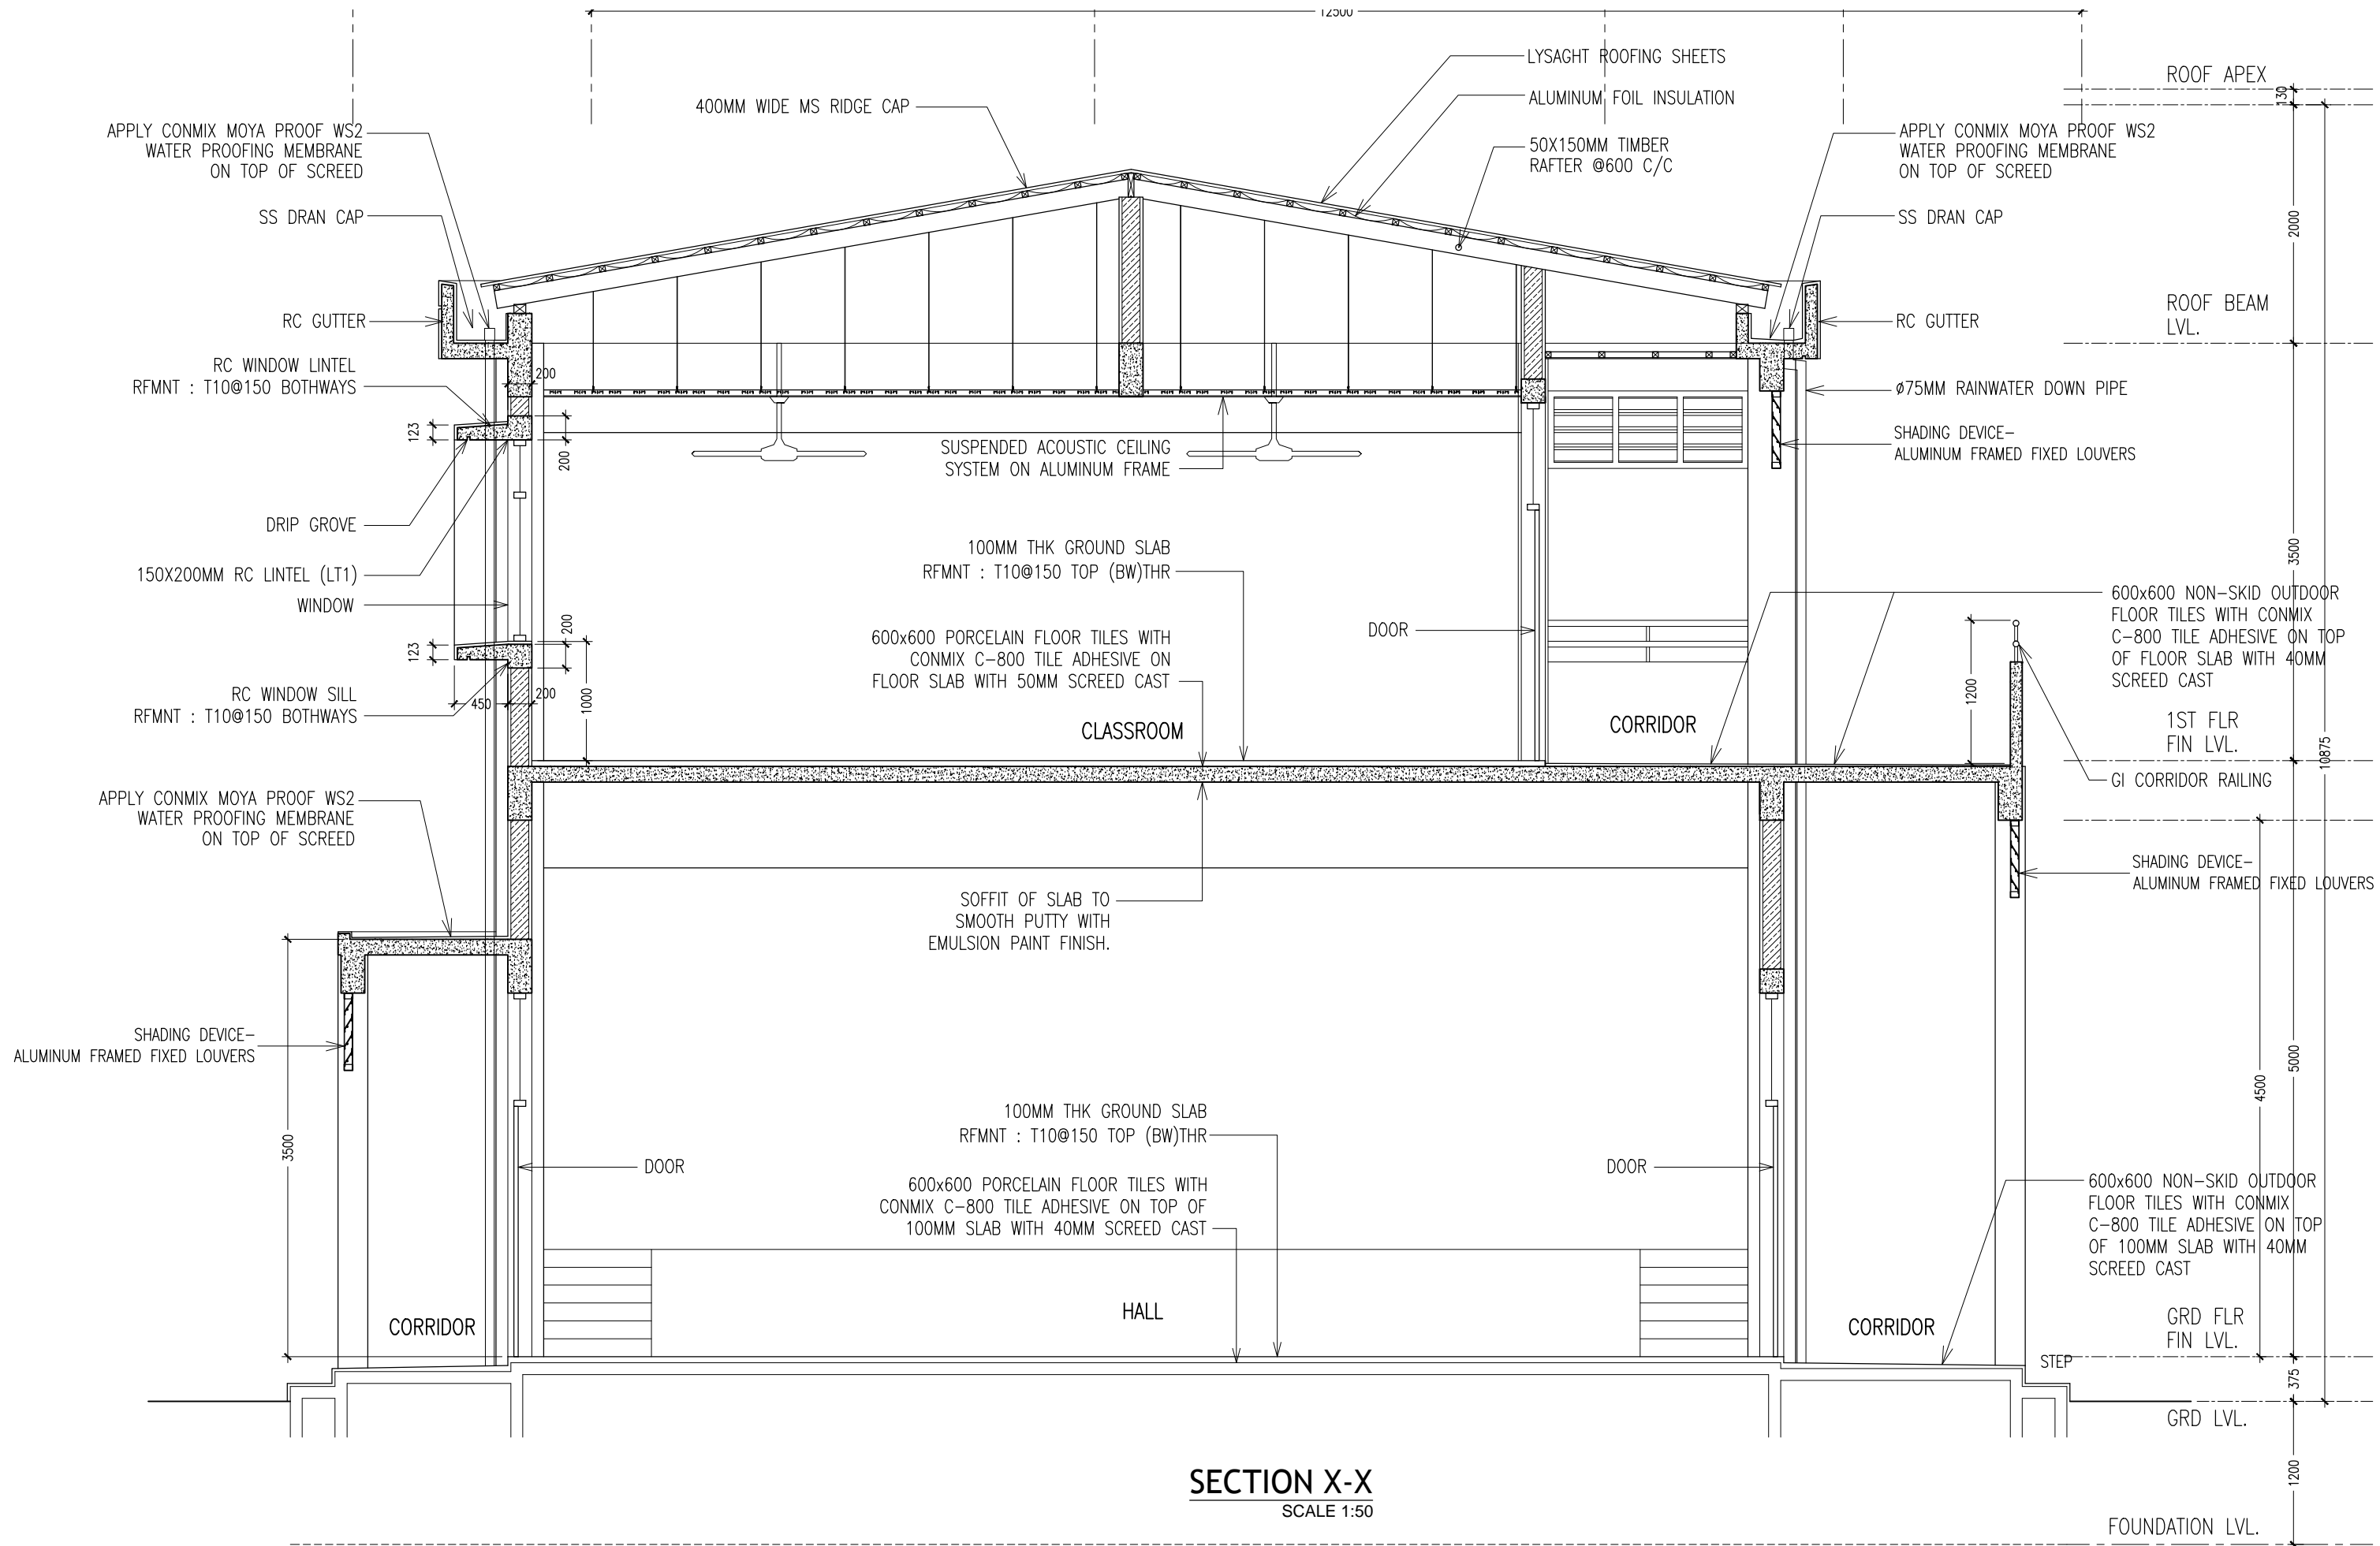 12500
LYSAGHT ROOFING SHEETS
ROOF APEX
130
400MM WIDE MS RIDGE CAP
ALUMINUM FOIL INSULATION
APPLY CONMIX MOYA PROOF WS2
WATER PROOFING MEMBRANE
ON TOP OF SCREED
50X150MM TIMBER
RAFTER @600 C/C
APPLY CONMIX MOYA PROOF WS2
WATER PROOFING MEMBRANE
ON TOP OF SCREED
SS DRAN CAP
SS DRAN CAP
2000
RC GUTTER
RC GUTTER
ROOF BEAM
LVL.
RC WINDOW LINTEL
RFMNT : T10@150 BOTHWAYS
200
Ø75MM RAINWATER DOWN PIPE
123
200
SUSPENDED ACOUSTIC CEILING
SYSTEM ON ALUMINUM FRAME
SHADING DEVICE-
ALUMINUM FRAMED FIXED LOUVERS
DRIP GROVE
150X200MM RC LINTEL (LT1)
WINDOW
100MM THK GROUND SLAB
RFMNT : T10@150 TOP (BW)THR
3500
600x600 NON-SKID OUTDOOR
FLOOR TILES WITH CONMIX
C-800 TILE ADHESIVE ON TOP
OF FLOOR SLAB WITH 40MM
SCREED CAST
200
123
600x600 PORCELAIN FLOOR TILES WITH
CONMIX C-800 TILE ADHESIVE ON
FLOOR SLAB WITH 50MM SCREED CAST
DOOR
RC WINDOW SILL
RFMNT : T10@150 BOTHWAYS
450
200
1000
1200
CLASSROOM
CORRIDOR
1ST FLR
FIN LVL.
10875
GI CORRIDOR RAILING
APPLY CONMIX MOYA PROOF WS2
WATER PROOFING MEMBRANE
ON TOP OF SCREED
SHADING DEVICE-
ALUMINUM FRAMED FIXED LOUVERS
SOFFIT OF SLAB TO
SMOOTH PUTTY WITH
EMULSION PAINT FINISH.
SHADING DEVICE-
ALUMINUM FRAMED FIXED LOUVERS
5000
4500
3500
100MM THK GROUND SLAB
RFMNT : T10@150 TOP (BW)THR
DOOR
DOOR
600x600 PORCELAIN FLOOR TILES WITH
CONMIX C-800 TILE ADHESIVE ON TOP OF
100MM SLAB WITH 40MM SCREED CAST
600x600 NON-SKID OUTDOOR
FLOOR TILES WITH CONMIX
C-800 TILE ADHESIVE ON TOP
OF 100MM SLAB WITH 40MM
SCREED CAST
CORRIDOR
HALL
CORRIDOR
GRD FLR
FIN LVL.
STEP
375
GRD LVL.
1200
SECTION X-X
SCALE 1:50
FOUNDATION LVL.